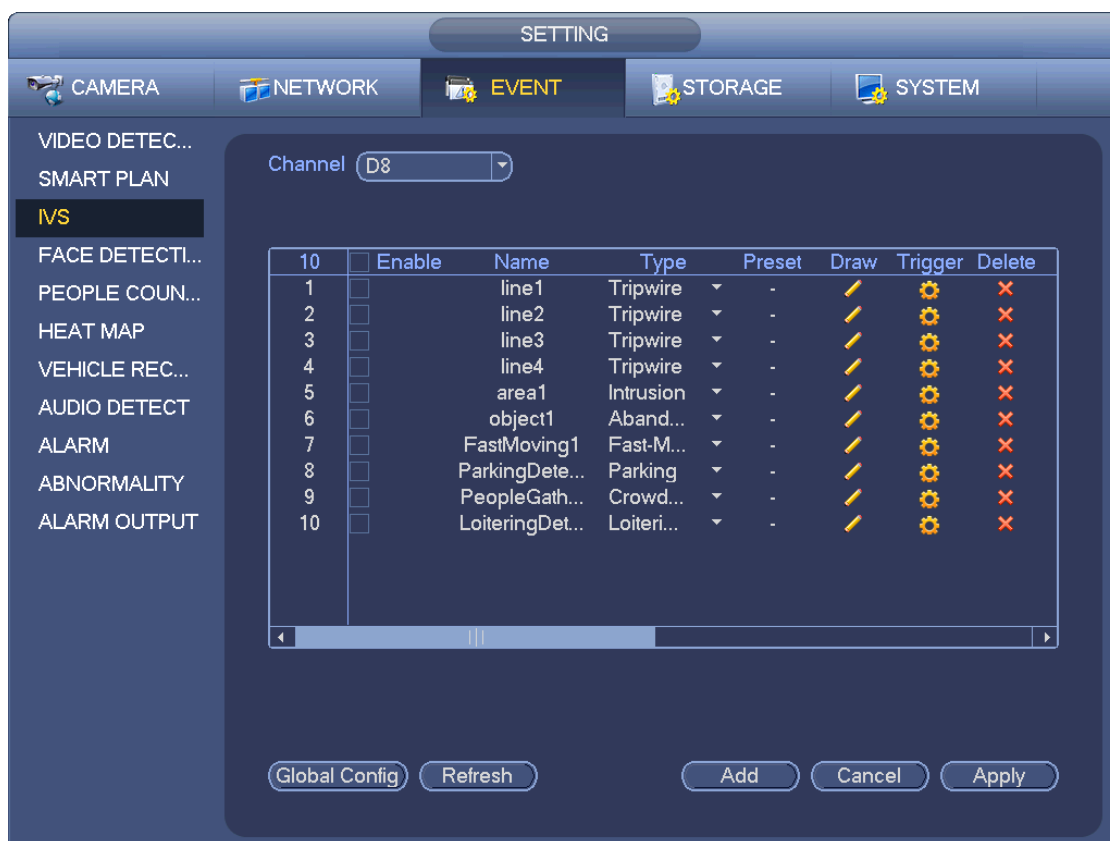 SETTING
CAMERA NETWORK EVENT STORAGE SYSTEM
VIDEO DETEC...
SMART PLAN
IVS
FACE DETECTI...
PEOPLE COUN...
HEAT MAP
VEHICLE REC...
AUDIO DETECT
ALARM
ABNORMALITY
ALARM OUTPUT
Channel D8
10 Enable Name Type Preset Draw Trigger Delete
1 line1 Tripwire -
2 line2 Tripwire -
3 line3 Tripwire -
4 line4 Tripwire -
5 area1 Intrusion -
6 object1 Aband... -
7 FastMoving1 Fast-M... -
8 ParkingDete... Parking -
9 PeopleGath... Crowd... -
10 LoiteringDet... Loiteri... -
Global Config Refresh Add Cancel Apply